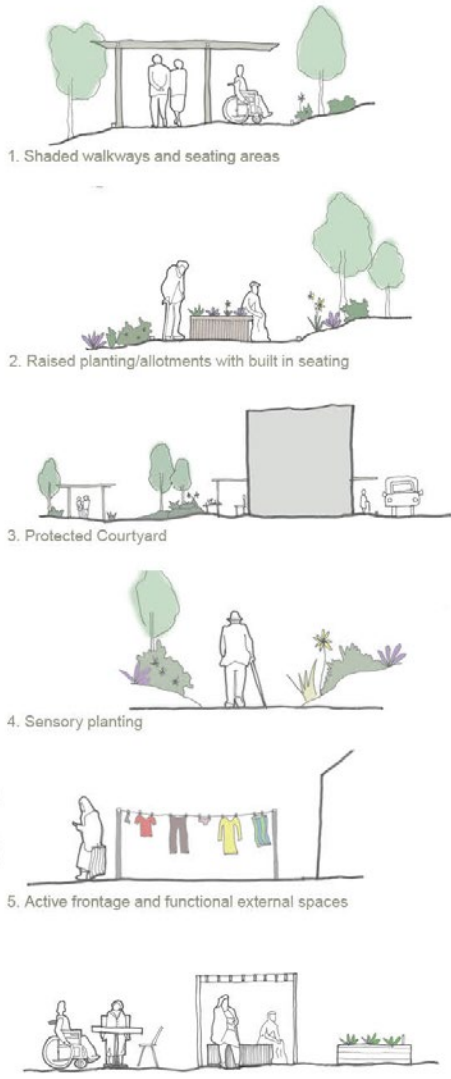 1. Shaded walkways and seating areas
2. Raised planting/allotments with built in seating
3. Protected Courtyard
4. Sensory planting
5. Active frontage and functional external spaces